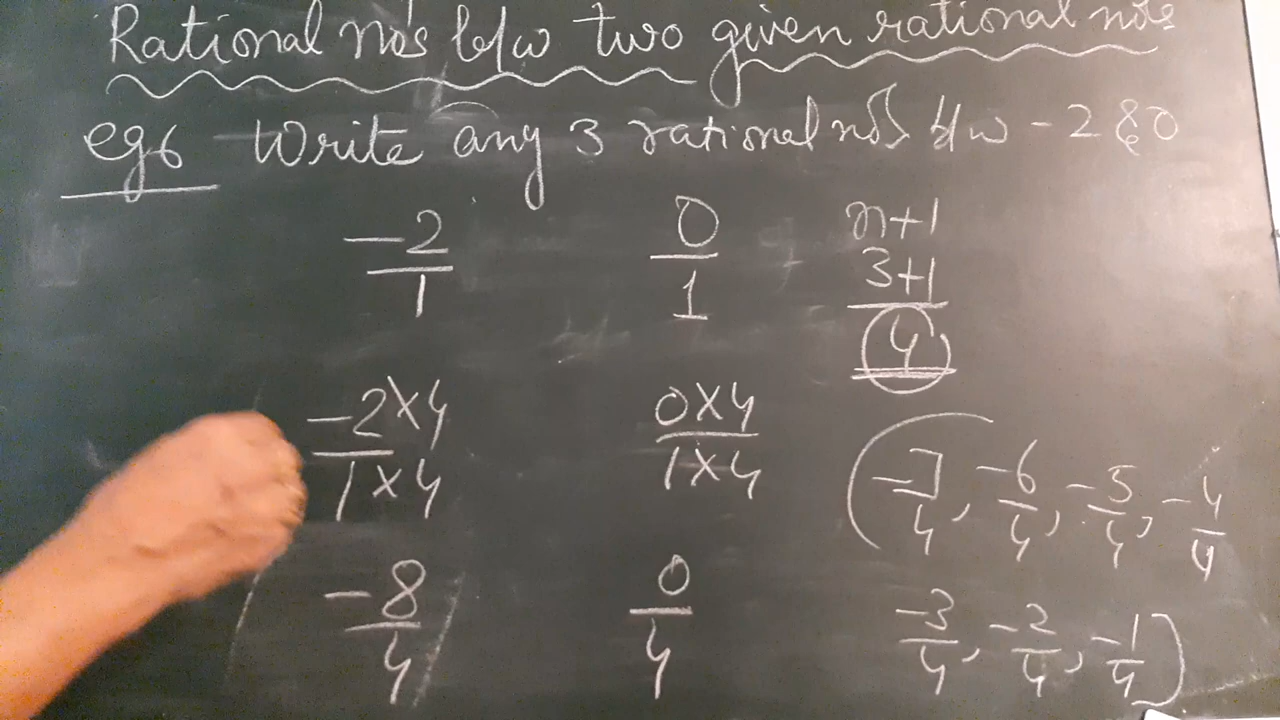 Rational no's b/w two given rational no's
eg6 Write any 3 rational no's b/w -2 & 0
-2/1 0/1 n+1
3+1
4
-2×4/1×4 0×4/1×4
(-7/4, -6/4, -5/4, -4/4
-8/4 0/4 -3/4, -2/4, -1/4)